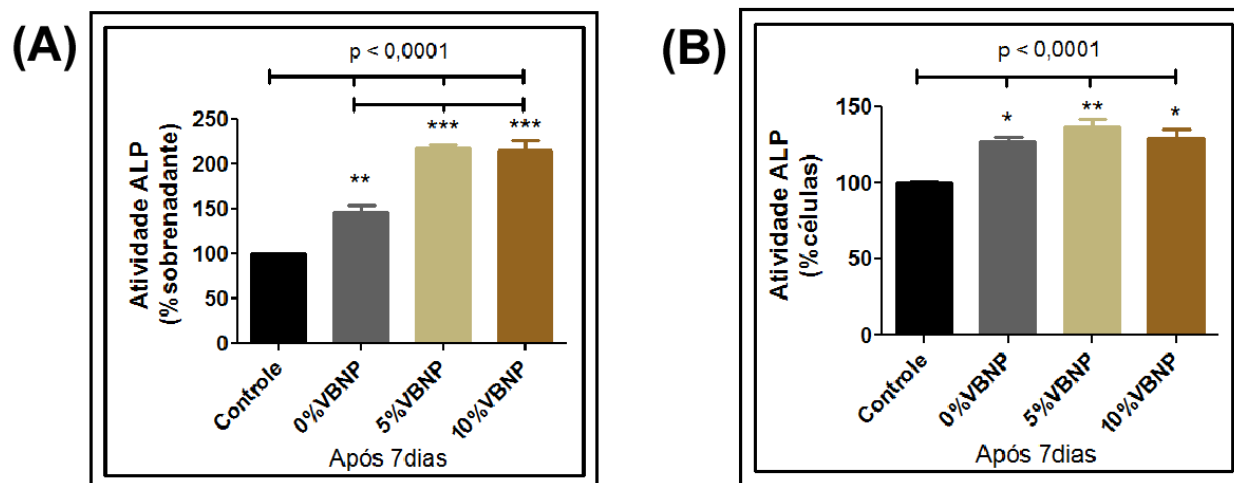 (A)
p < 0,0001
Atividade ALP
(%sobrenadante)
250
200
150
100
50
0
**
***
***
Controle
0%VBNP
5%VBNP
10%VBNP
Após 7dias
(B)
p < 0,0001
Atividade ALP
(%células)
150
100
50
0
*
**
*
Controle
0%VBNP
5%VBNP
10%VBNP
Após 7dias